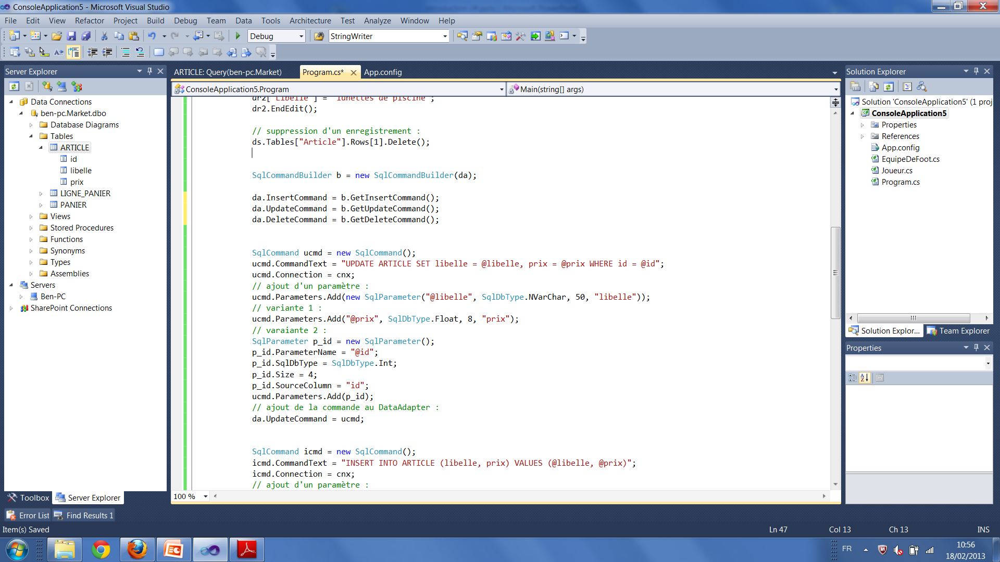 ConsoleApplication5 - Microsoft Visual Studio
File Edit View Refactor Project Build Debug Team Data Tools Architecture Test Analyze Window Help
Debug StringWriter
Server Explorer
Data Connections
ben-pc.Market.dbo
Database Diagrams
Tables
ARTICLE
id
libelle
prix
LIGNE_PANIER
PANIER
Views
Stored Procedures
Functions
Synonyms
Types
Assemblies
Servers
Ben-PC
SharePoint Connections
Toolbox Server Explorer
ARTICLE: Query(ben-pc.Market) Program.cs* App.config
ConsoleApplication5.Program Main(string[] args)
dr2["Libelle"] = "lunettes de piscine";
dr2.EndEdit();
// suppression d'un enregistrement :
ds.Tables["Article"].Rows[1].Delete();
SqlCommandBuilder b = new SqlCommandBuilder(da);
da.InsertCommand = b.GetInsertCommand();
da.UpdateCommand = b.GetUpdateCommand();
da.DeleteCommand = b.GetDeleteCommand();
SqlCommand ucmd = new SqlCommand();
ucmd.CommandText = "UPDATE ARTICLE SET libelle = @libelle, prix = @prix WHERE id = @id";
ucmd.Connection = cnx;
// ajout d'un paramètre :
ucmd.Parameters.Add(new SqlParameter("@libelle", SqlDbType.NVarChar, 50, "libelle"));
// variante 1 :
ucmd.Parameters.Add("@prix", SqlDbType.Float, 8, "prix");
// varaiante 2 :
SqlParameter p_id = new SqlParameter();
p_id.ParameterName = "@id";
p_id.SqlDbType = SqlDbType.Int;
p_id.Size = 4;
p_id.SourceColumn = "id";
ucmd.Parameters.Add(p_id);
// ajout de la commande au DataAdapter :
da.UpdateCommand = ucmd;
SqlCommand icmd = new SqlCommand();
icmd.CommandText = "INSERT INTO ARTICLE (libelle, prix) VALUES (@libelle, @prix)";
icmd.Connection = cnx;
// ajout d'un paramètre :
100 %
Solution Explorer
Solution 'ConsoleApplication5' (1 proj
ConsoleApplication5
Properties
References
App.config
EquipeDeFoot.cs
Joueur.cs
Program.cs
Solution Explor... Team Explorer
Properties
Error List Find Results 1
Item(s) Saved Ln 47 Col 13 Ch 13 INS
FR 10:56
18/02/2013